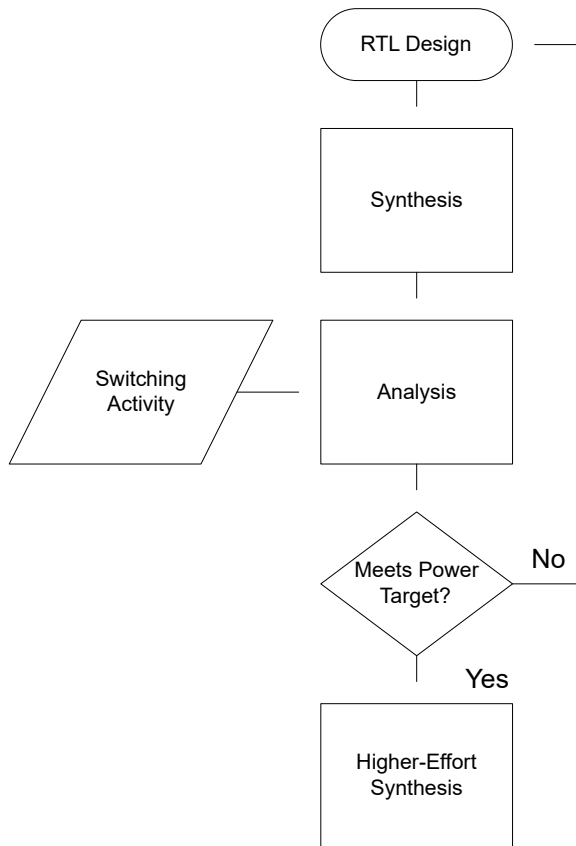 RTL Design
Synthesis
Switching
Activity
Analysis
Meets Power
Target?
No
Yes
Higher-Effort
Synthesis